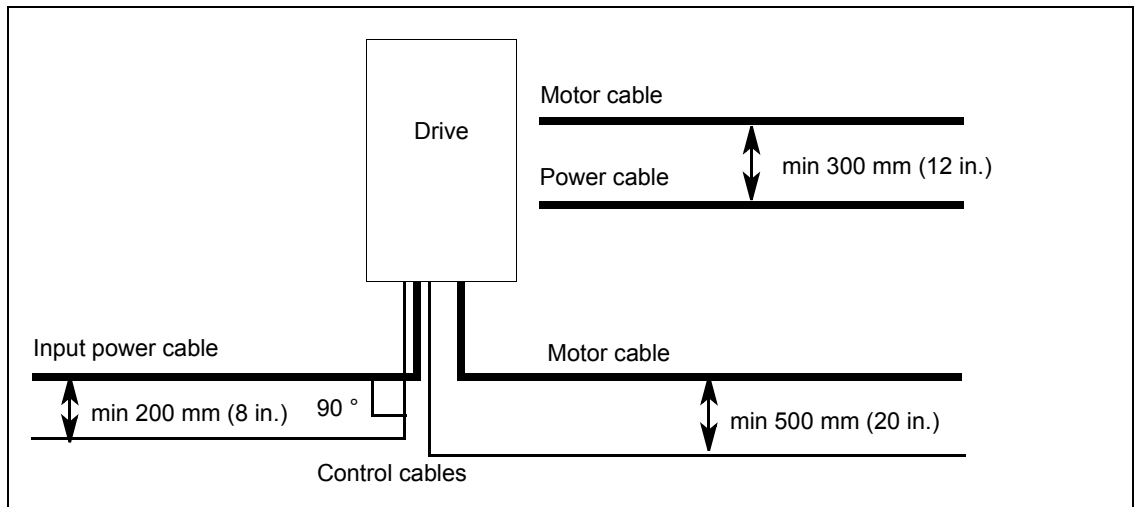 Motor cable
Drive
min 300 mm (12 in.)
Power cable
Input power cable
Motor cable
min 200 mm (8 in.)
90 °
min 500 mm (20 in.)
Control cables